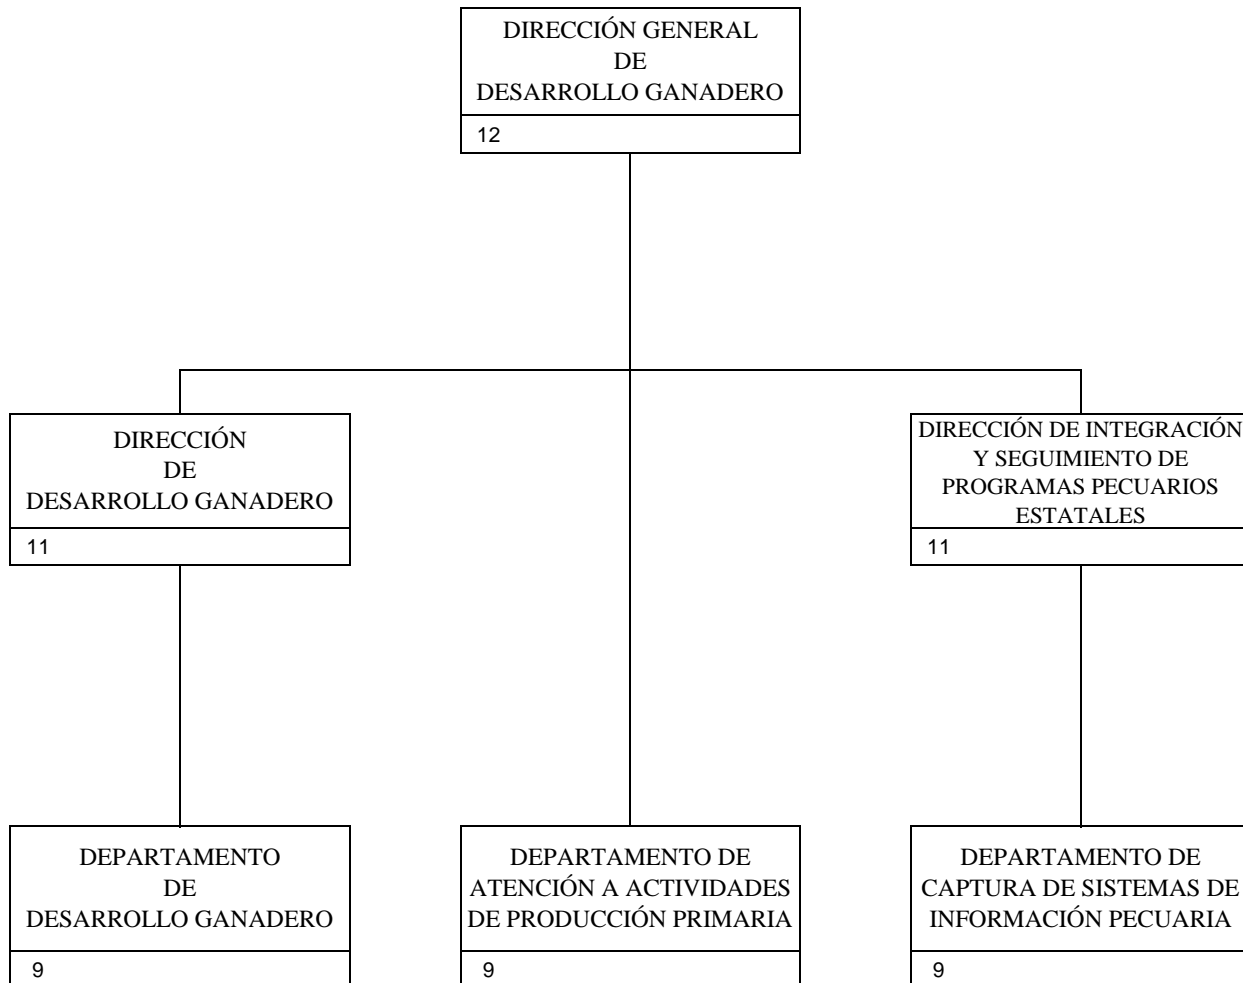 DIRECCIÓN GENERAL
DE
DESARROLLO GANADERO
12
DIRECCIÓN
DE
DESARROLLO GANADERO
11
DIRECCIÓN DE INTEGRACIÓN
Y SEGUIMIENTO DE
PROGRAMAS PECUARIOS
ESTATALES
11
DEPARTAMENTO
DE
DESARROLLO GANADERO
9
DEPARTAMENTO DE
ATENCIÓN A ACTIVIDADES
DE PRODUCCIÓN PRIMARIA
9
DEPARTAMENTO DE
CAPTURA DE SISTEMAS DE
INFORMACIÓN PECUARIA
9